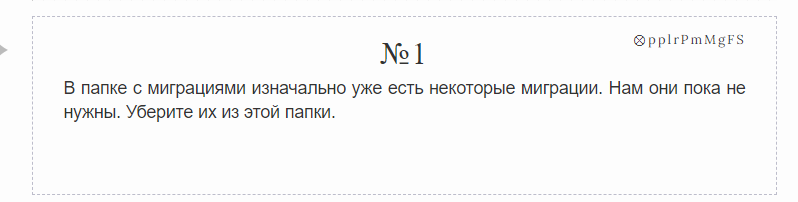 ⊗pplrPmMgFS
№1
В папке с миграциями изначально уже есть некоторые миграции. Нам они пока не
нужны. Уберите их из этой папки.